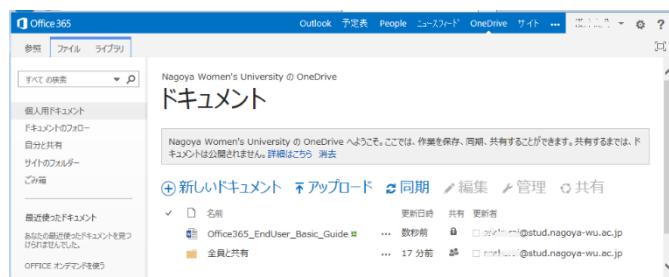 Office 365
Outlook 予定表 People ニュースフィード OneDrive サイト ... ?
参照 ファイル ライブラリ
すべての検索
Nagoya Women's University の OneDrive
ドキュメント
個人用ドキュメント
ドキュメントのフォロー
自分と共有
サイトのフォルダー
ごみ箱
Nagoya Women's University の OneDrive へようこそ。ここでは、作業を保存、同期、共有することができます。共有するまでは、ド
キュメントは公開されません。詳細はこちら 消去
新しいドキュメント アップロード 同期 編集 管理 共有
名前 更新日時 共有 更新者
Office365_EndUser_Basic_Guide ... 数秒前 @stud.nagoya-wu.ac.jp
全員と共有 ... 17 分前 @stud.nagoya-wu.ac.jp
最近使ったドキュメント
あなたの最近使ったドキュメントを見つ
けられませんでした。
OFFICE オンデマンドを使う